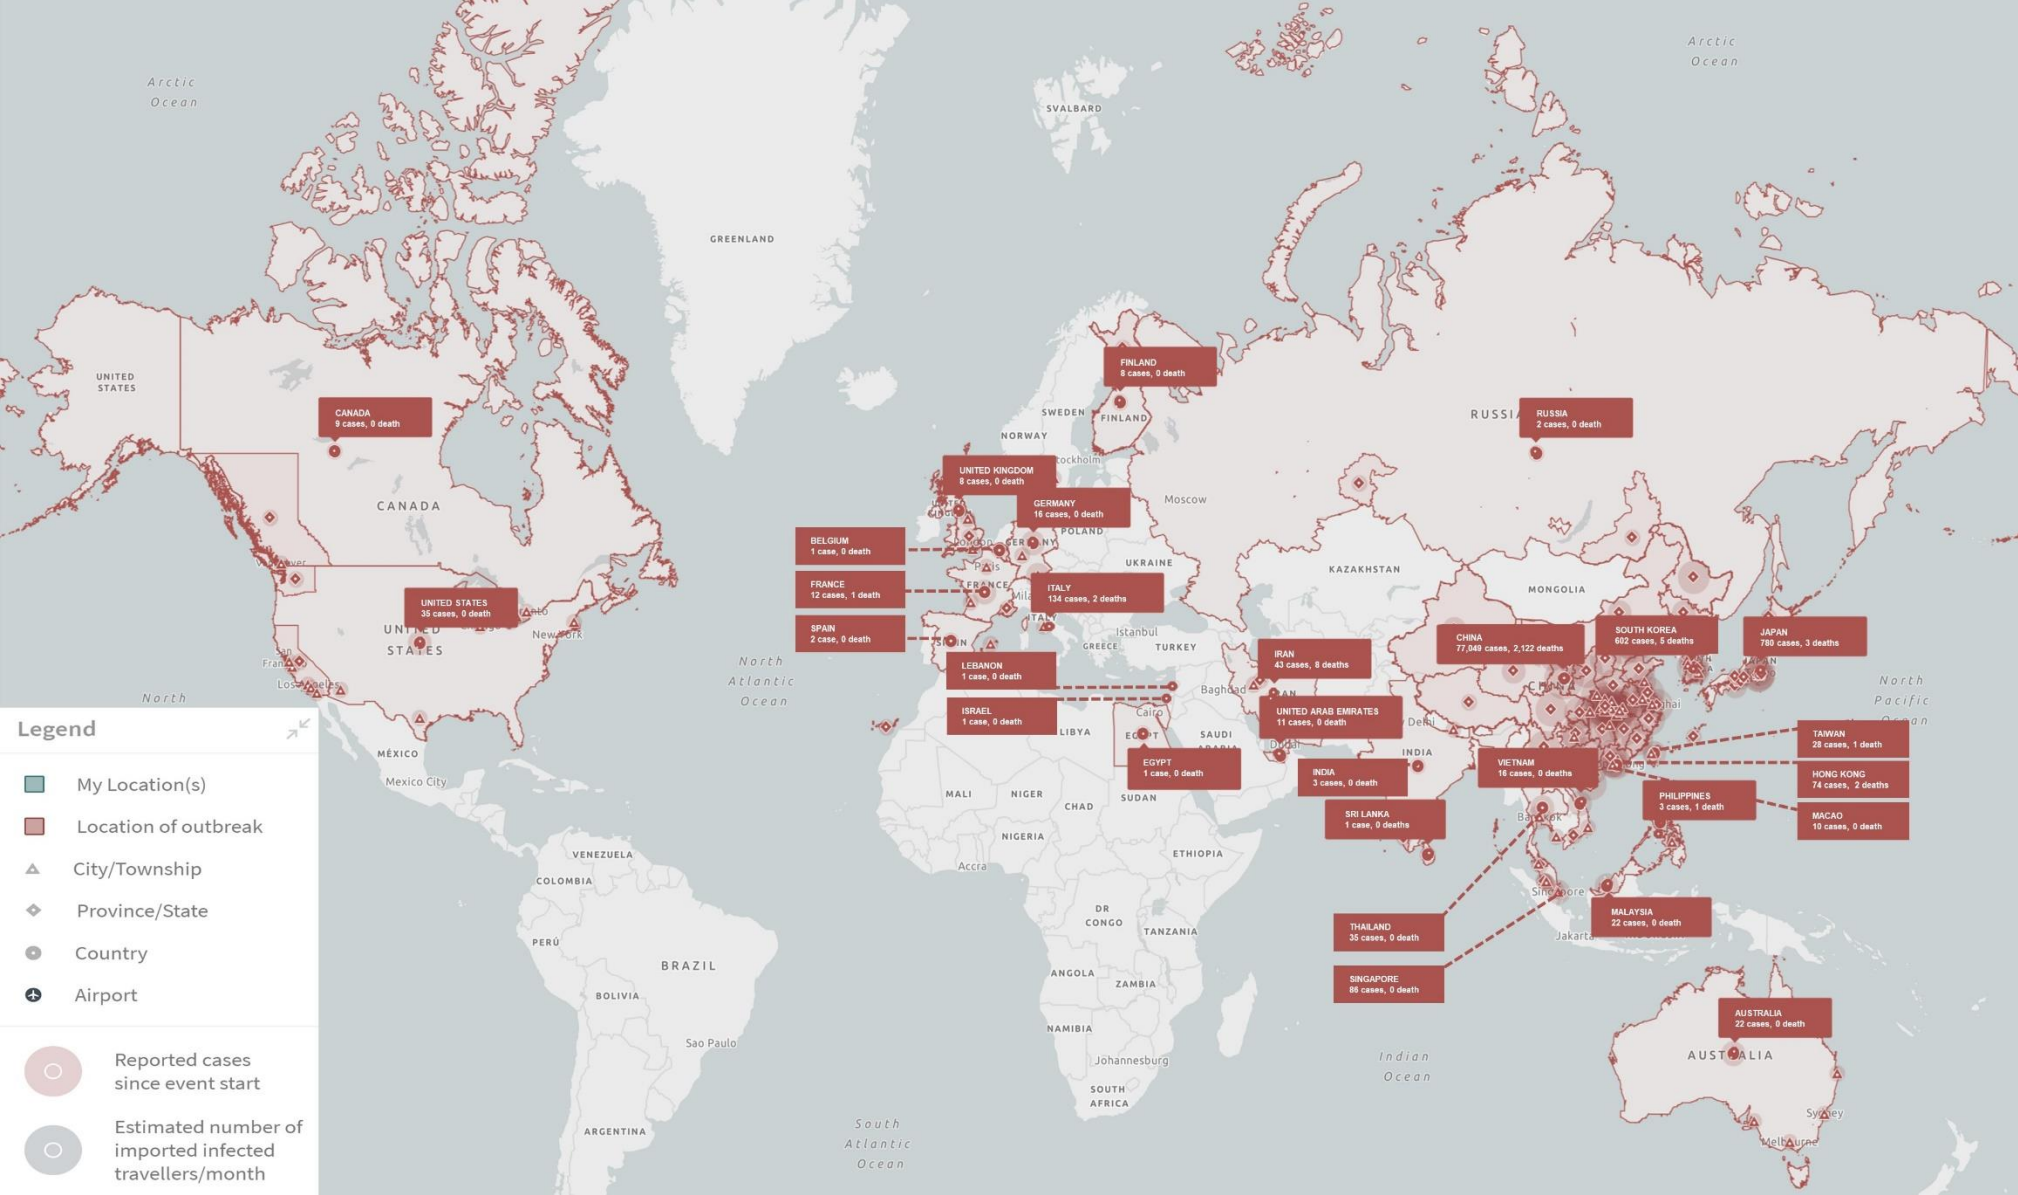 Arctic
Ocean
Arctic
Ocean
SVALBARD
GREENLAND
UNITED
STATES
CANADA
9 cases, 0 death
CANADA
FINLAND
8 cases, 0 death
SWEDEN
FINLAND
NORWAY
RUSSIA
2 cases, 0 death
UNITED KINGDOM
8 cases, 0 death
GERMANY
16 cases, 0 death
Moscow
POLAND
BELGIUM
1 case, 0 death
UKRAINE
KAZAKHSTAN
MONGOLIA
FRANCE
12 cases, 1 death
Paris
FRANCE
ITALY
134 cases, 2 deaths
ITALY
UNITED STATES
35 cases, 0 death
UNITED
STATES
New York
SPAIN
2 case, 0 death
Istanbul
GREECE
TURKEY
LEBANON
1 case, 0 death
ISRAEL
1 case, 0 death
IRAN
43 cases, 8 deaths
Baghdad
UNITED ARAB EMIRATES
11 cases, 0 death
CHINA
77,049 cases, 2,122 deaths
CHINA
SOUTH KOREA
602 cases, 5 deaths
JAPAN
780 cases, 3 deaths
North
Atlantic
Ocean
North
Pacific
Ocean
Los Angeles
North
Cairo
LIBYA
EGYPT
SAUDI
Delhi
INDIA
EGYPT
1 case, 0 death
INDIA
3 cases, 0 death
VIETNAM
16 cases, 0 deaths
TAIWAN
28 cases, 1 death
HONG KONG
74 cases, 2 deaths
PHILIPPINES
3 cases, 1 death
MACAO
10 cases, 0 death
SRI LANKA
1 case, 0 deaths
MÉXICO
Mexico City
MALI
NIGER
CHAD
SUDAN
NIGERIA
ETHIOPIA
Accra
VENEZUELA
COLOMBIA
DR
CONGO
TANZANIA
PERÚ
BRAZIL
BOLIVIA
ANGOLA
ZAMBIA
NAMIBIA
Johannesburg
SOUTH
AFRICA
Sao Paulo
ARGENTINA
THAILAND
35 cases, 0 death
SINGAPORE
86 cases, 0 death
MALAYSIA
22 cases, 0 death
Jakarta
AUSTRALIA
22 cases, 0 death
AUSTRALIA
Sydney
Melbourne
Indian
Ocean
South
Atlantic
Ocean
Legend
My Location(s)
Location of outbreak
City/Township
Province/State
Country
Airport
Reported cases
since event start
Estimated number of
imported infected
travellers/month